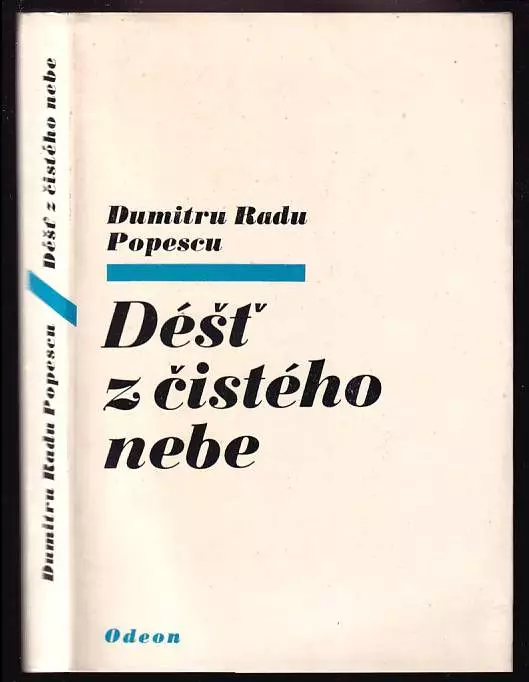 Dumitru Radu Popescu Déšť z čistého nebe
Dumitru Radu
Popescu
Déšť
z čistého
nebe
Odeon